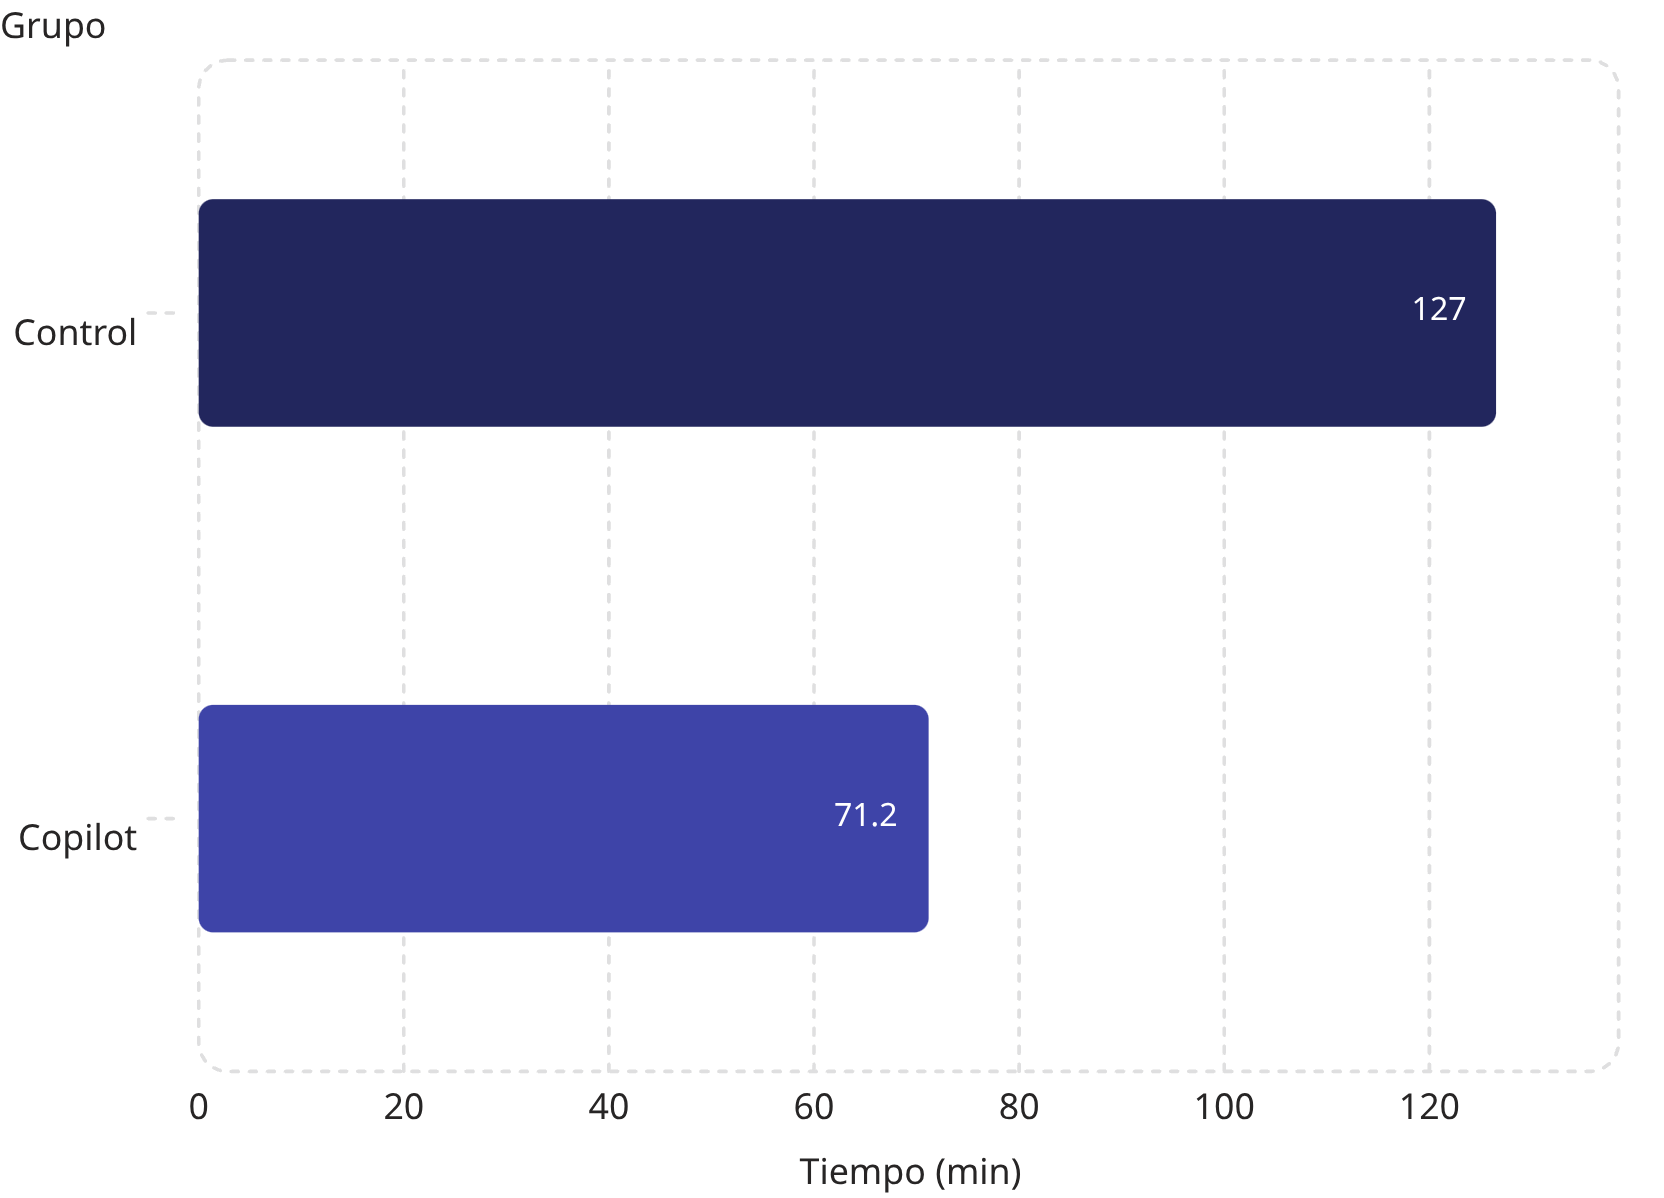 Grupo
Control
127
Copilot
71.2
0 20 40 60 80 100 120
Tiempo (min)